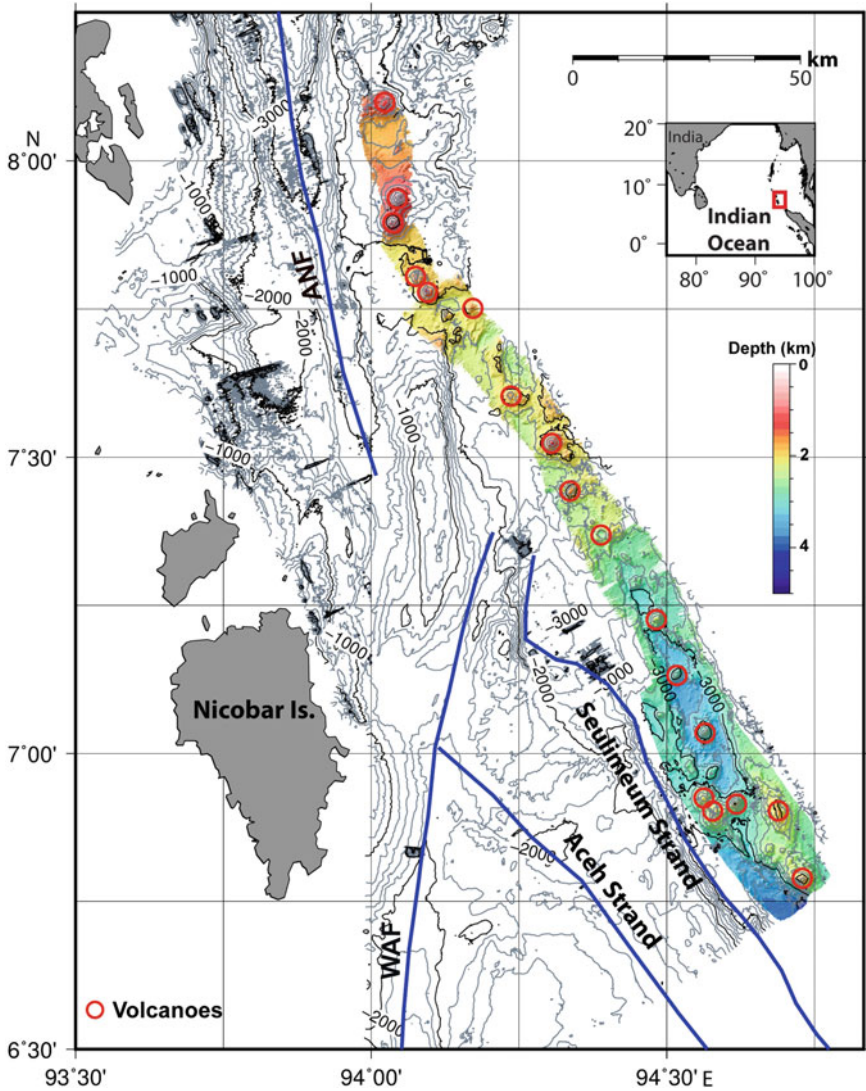 km
0
50
N
8°00'
7°30'
7°00'
6°30'
93°30'
94°00'
94°30' E
20˚
10˚
0˚
80˚
90˚
100˚
India
Indian
Ocean
Depth (km)
0
2
4
−3000
1000
−1000
−2000
−2000
ANF
−1000
−1000
−1000
3000
−2000
3000
3000
Nicobar Is.
Seulimeum Strand
Aceh Strand
WAF
−2000
Volcanoes